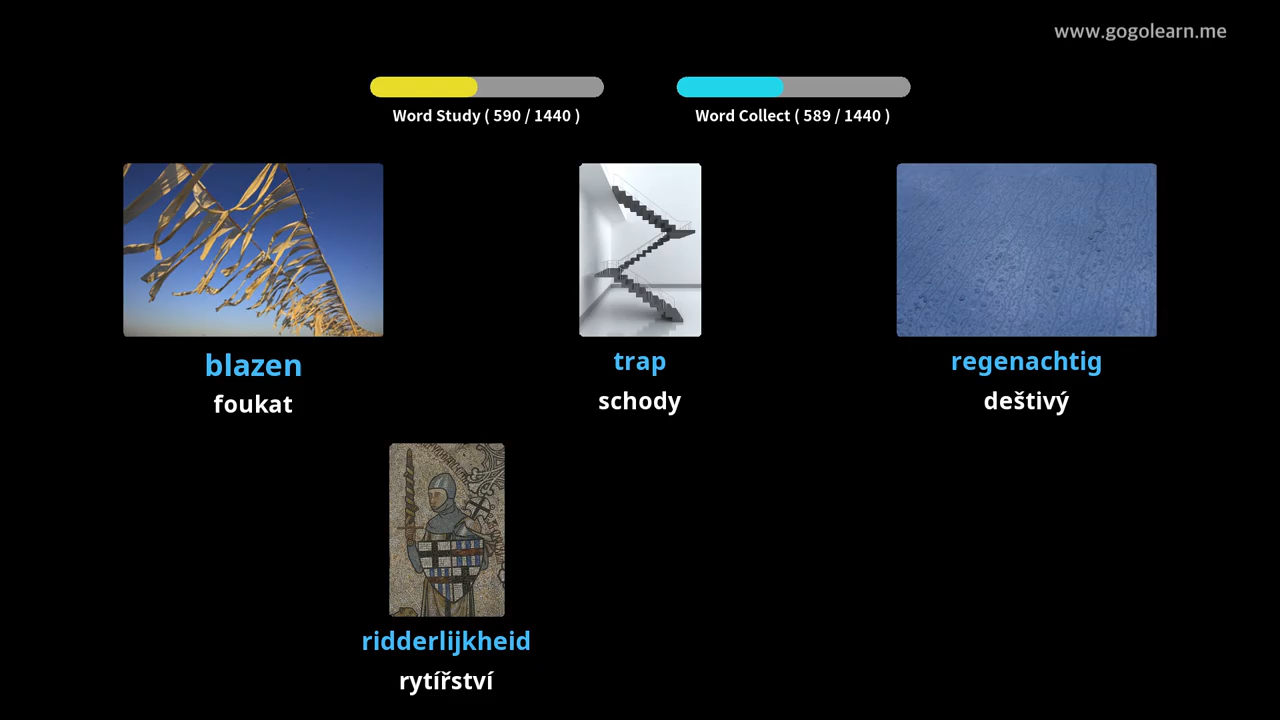 www.gogolearn.me
Word Study ( 590 / 1440 )
Word Collect ( 589 / 1440 )
blazen
foukat
trap
schody
regenachtig
deštivý
ridderlijkheid
rytířství